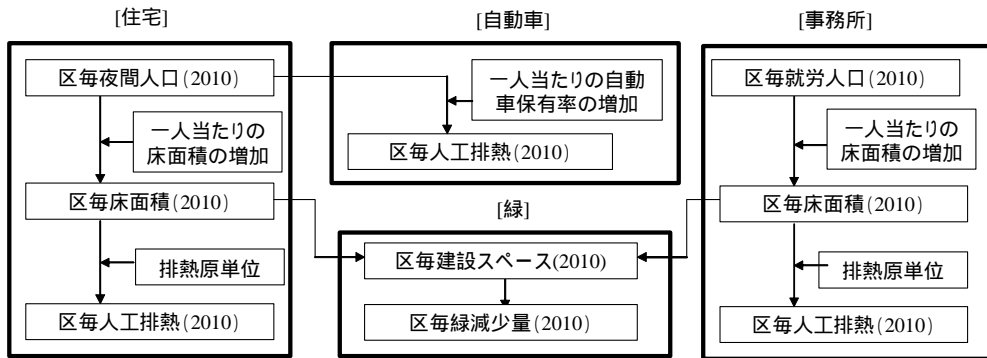 [住宅]
区毎夜間人口(2010)
一人当たりの
床面積の増加
区毎床面積(2010)
排熱原単位
区毎人工排熱(2010)
[自動車]
一人当たりの自動
車保有率の増加
区毎人工排熱(2010)
[緑]
区毎建設スペース(2010)
区毎緑減少量(2010)
[事務所]
区毎就労人口(2010)
一人当たりの
床面積の増加
区毎床面積(2010)
排熱原単位
区毎人工排熱(2010)